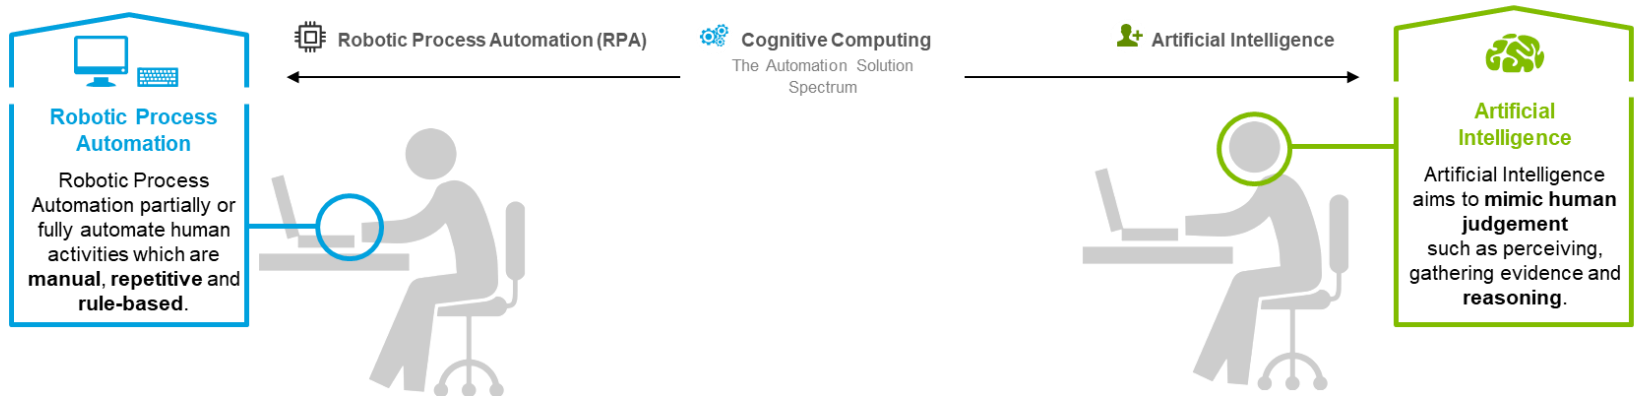 Robotic Process Automation (RPA)
Cognitive Computing
The Automation Solution
Spectrum
Artificial Intelligence
Robotic Process
Automation
Robotic Process
Automation partially or
fully automate human
activities which are
manual, repetitive and
rule-based.
Artificial
Intelligence
Artificial Intelligence
aims to mimic human
judgement
such as perceiving,
gathering evidence and
reasoning.